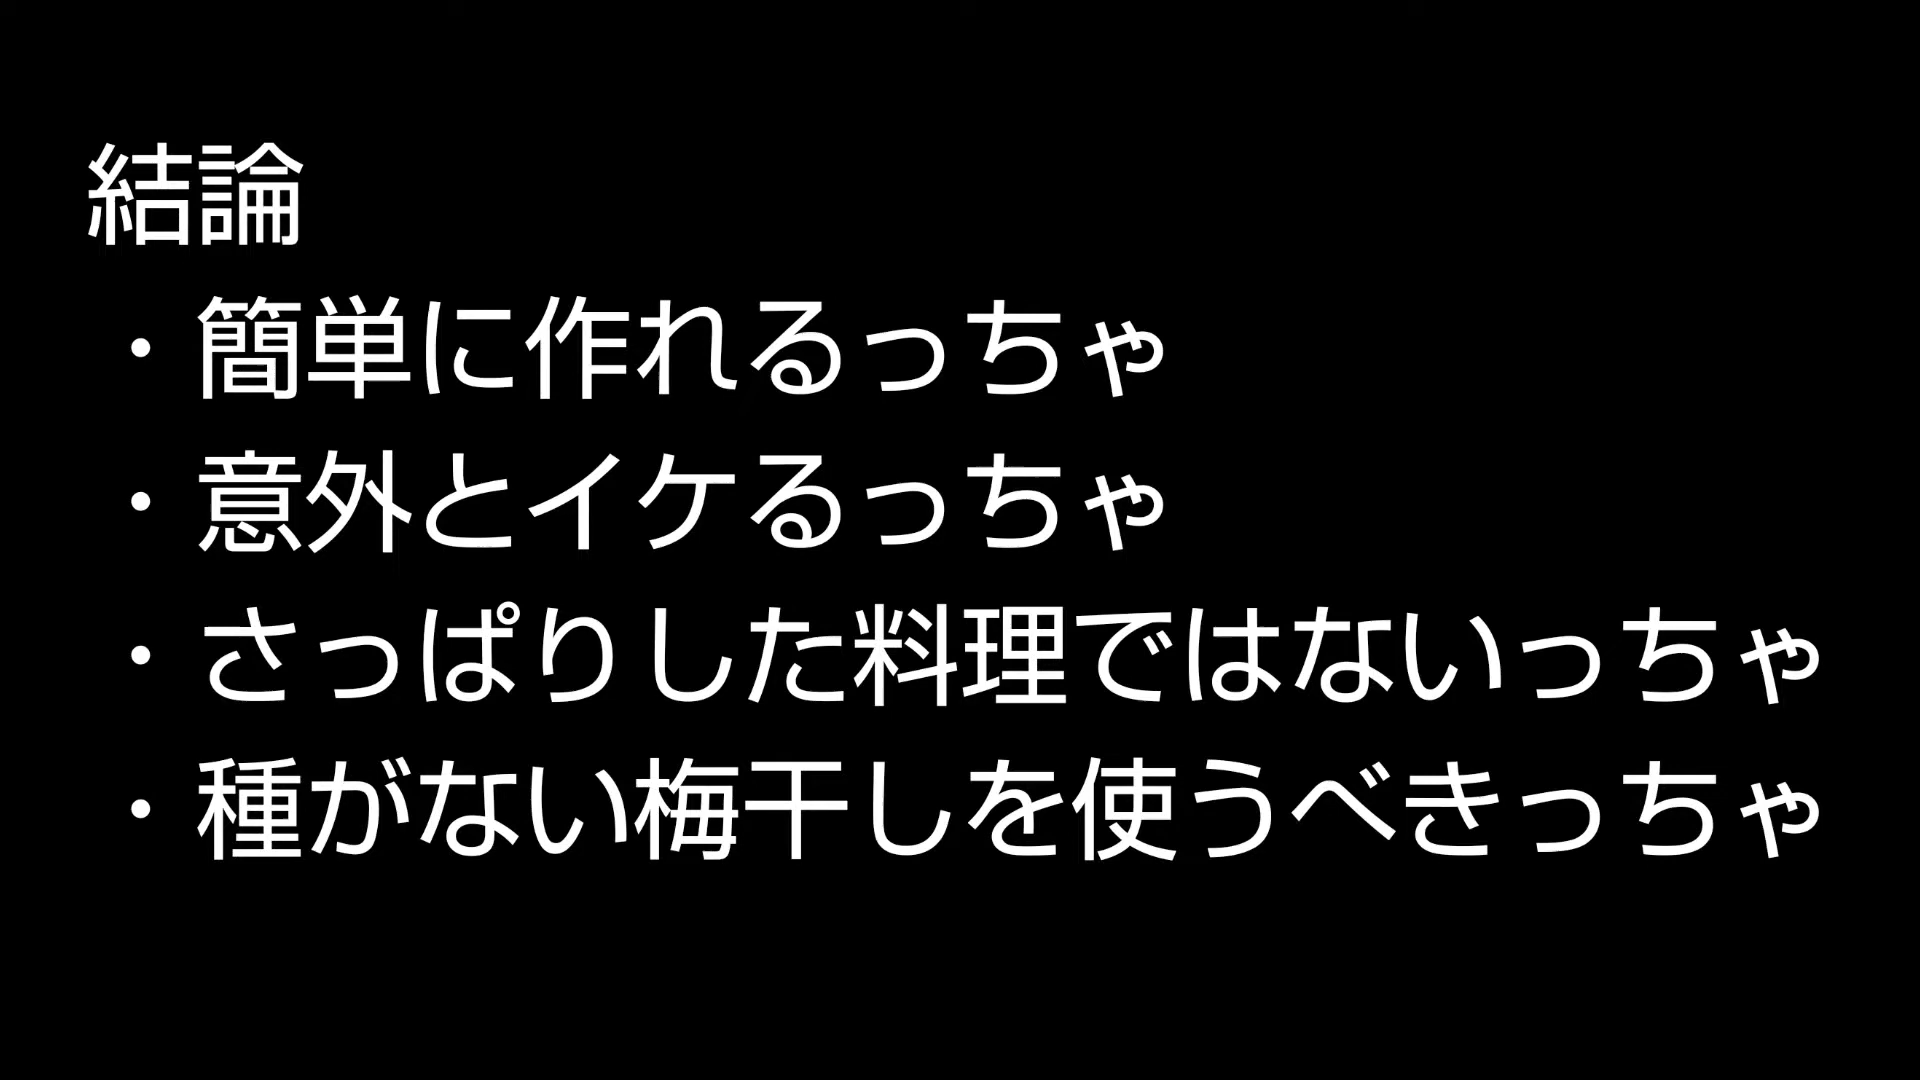 結論
・簡単に作れるっちゃ
・意外とイケるっちゃ
・さっぱりした料理ではないっちゃ
・種がない梅干しを使うべきっちゃ